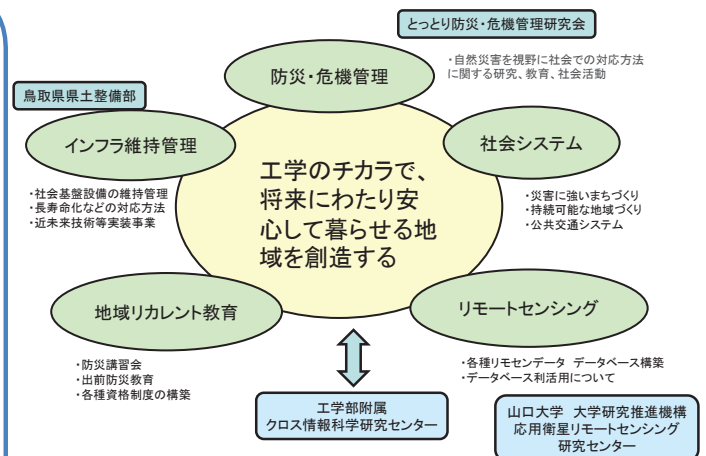 とっとり防災・危機管理研究会
防災・危機管理
・自然災害を視野に社会での対応方法
に関する研究、教育、社会活動
鳥取県県土整備部
インフラ維持管理
・社会基盤設備の維持管理
・長寿命化などの対応方法
・近未来技術等実装事業
社会システム
・災害に強いまちづくり
・持続可能な地域づくり
・公共交通システム
工学のチカラで、
将来にわたり安
心して暮らせる地
域を創造する
地域リカレント教育
・防災講習会
・出前防災教育
・各種資格制度の構築
リモートセンシング
・各種リモセンデータ データベース構築
・データベース利活用について
工学部附属
クロス情報科学研究センター
山口大学 大学研究推進機構
応用衛星リモートセンシング
研究センター